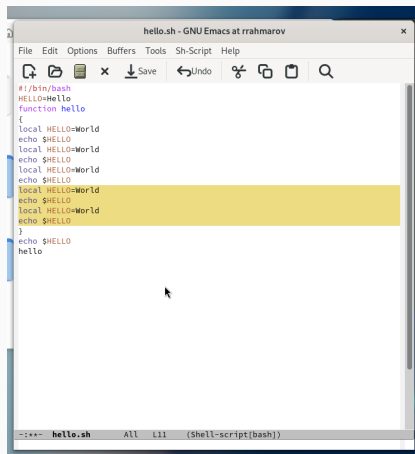 hello.sh - GNU Emacs at rrahmarov ×
File Edit Options Buffers Tools Sh-Script Help
Save Undo
#!/bin/bash
HELLO=Hello
function hello
{
local HELLO=World
echo $HELLO
local HELLO=World
echo $HELLO
local HELLO=World
echo $HELLO
local HELLO=World
echo $HELLO
local HELLO=World
echo $HELLO
}
echo $HELLO
hello
-:**- hello.sh All L11 (Shell-script[bash])